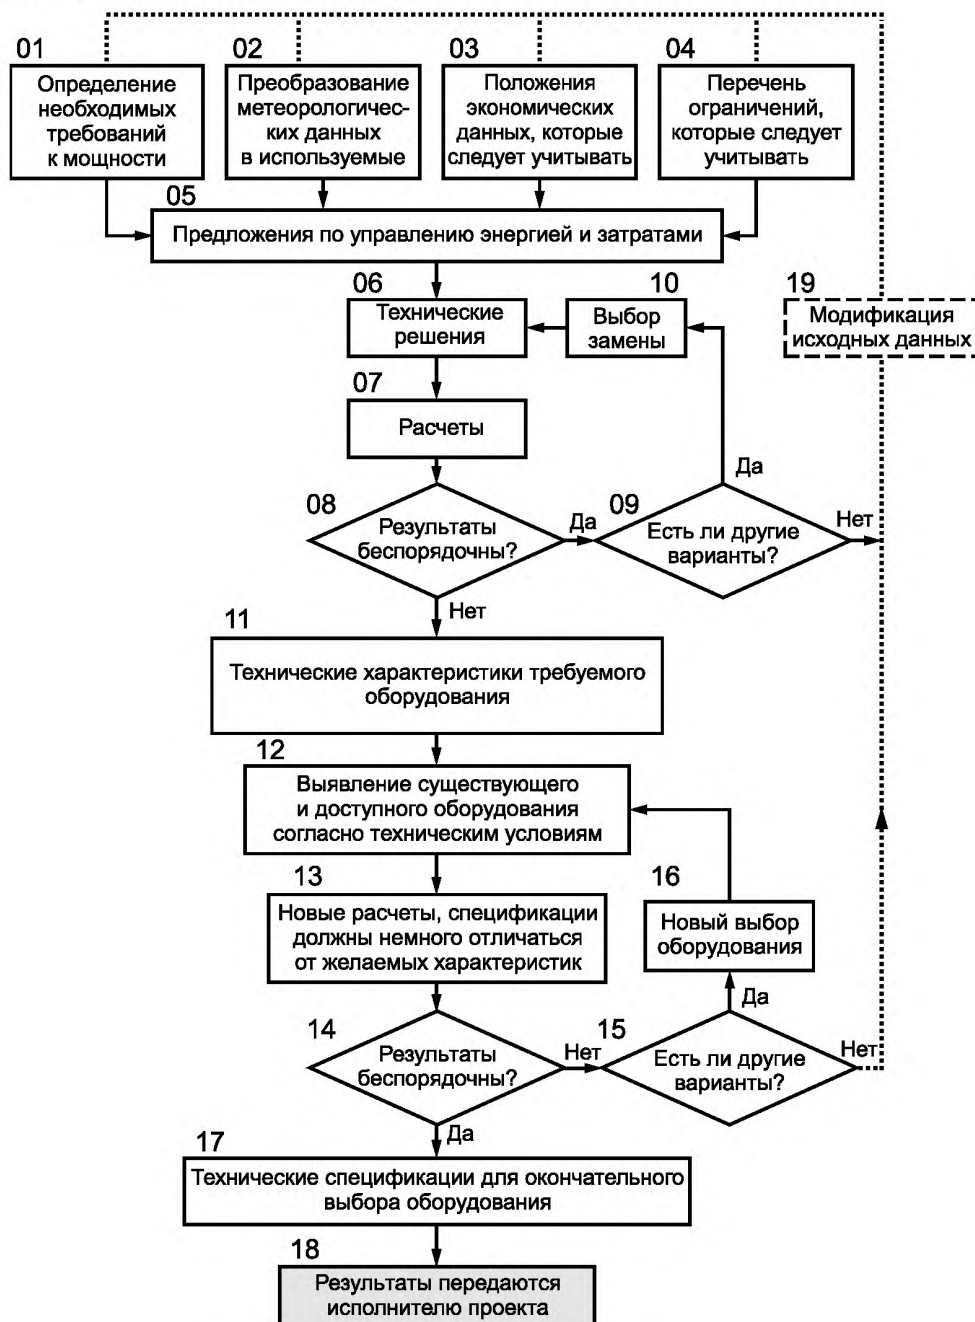 01
Определение
необходимых
требований
к мощности
02
Преобразование
метеорологичес-
ких данных
в используемые
03
Положения
экономических
данных, которые
следует учитывать
04
Перечень
ограничений,
которые следует
учитывать
05
Предложения по управлению энергией и затратами
06
Технические
решения
10
Выбор
замены
19
Модификация
исходных данных
07
Расчеты
08
Результаты
беспорядочны?
Да
09
Есть ли другие
варианты?
Да
Нет
Нет
11
Технические характеристики требуемого
оборудования
12
Выявление существующего
и доступного оборудования
согласно техническим условиям
13
Новые расчеты, спецификации
должны немного отличаться
от желаемых характеристик
16
Новый выбор
оборудования
14
Результаты
беспорядочны?
Нет
15
Есть ли другие
варианты?
Да
Нет
Да
17
Технические спецификации для окончательного
выбора оборудования
18
Результаты передаются
исполнителю проекта